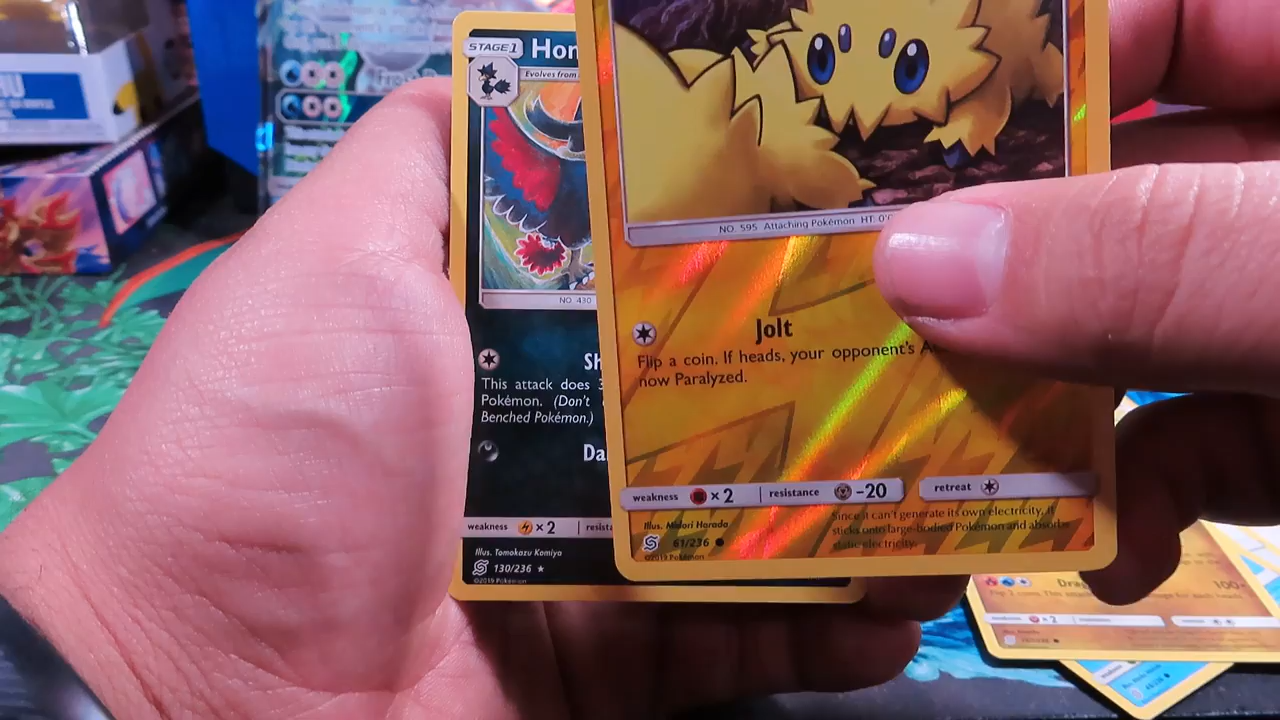 STAGE 1
Hon
Evolves from
NO. 430
Sh
This attack does 3
Pokémon. (Don't
Benched Pokémon.)
Da
weakness ×2 resista
Illus. Tomokazu Komiya
130/236
©2019 Pokémon
NO. 595 Attaching Pokémon HT: 0'
Jolt
Flip a coin. If heads, your opponent's A
now Paralyzed.
weakness ×2 resistance -20 retreat
Illus. Midori Harada
61/236
©2019 Pokémon
Since it can't generate its own electricity, it
sticks onto large-bodied Pokémon and absorbs
static electricity.
Drag
100×
×2